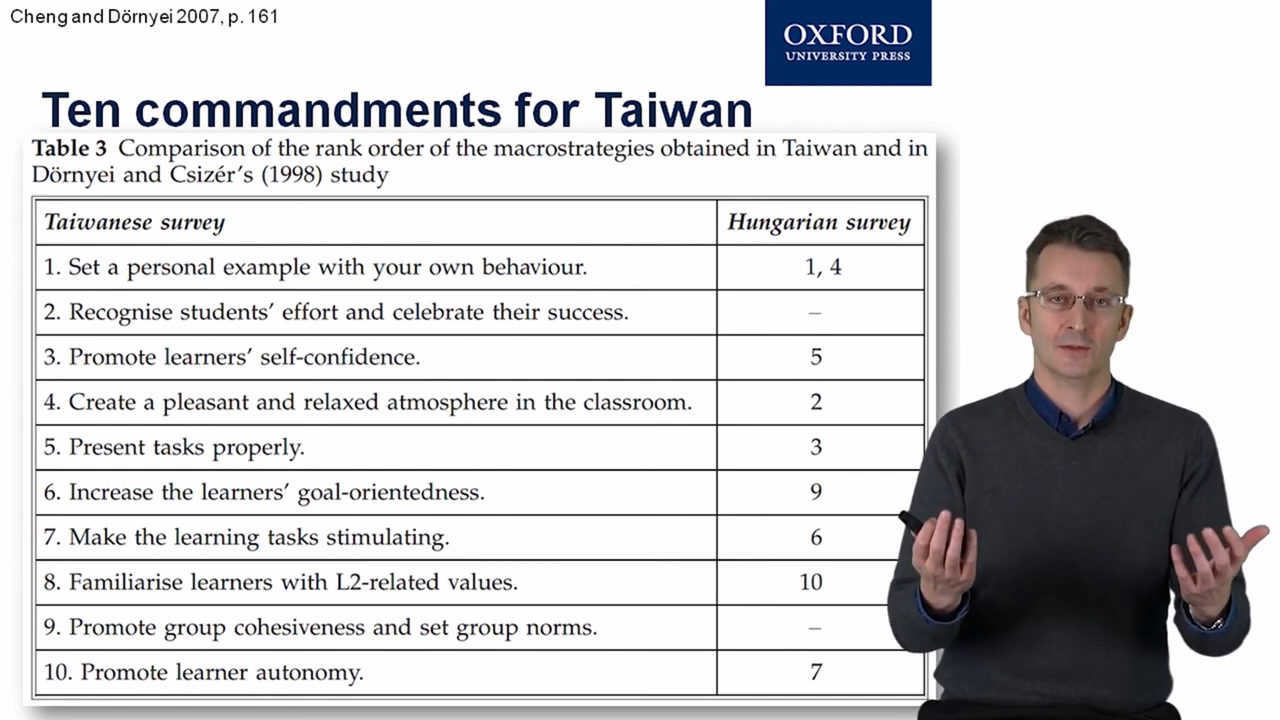 Cheng and Dörnyei 2007, p. 161
OXFORD
UNIVERSITY PRESS
Ten commandments for Taiwan
Table 3 Comparison of the rank order of the macrostrategies obtained in Taiwan and in
Dörnyei and Csizér's (1998) study
Taiwanese survey Hungarian survey
1. Set a personal example with your own behaviour. 1, 4
2. Recognise students' effort and celebrate their success. –
3. Promote learners' self-confidence. 5
4. Create a pleasant and relaxed atmosphere in the classroom. 2
5. Present tasks properly. 3
6. Increase the learners' goal-orientedness. 9
7. Make the learning tasks stimulating. 6
8. Familiarise learners with L2-related values. 10
9. Promote group cohesiveness and set group norms. –
10. Promote learner autonomy. 7